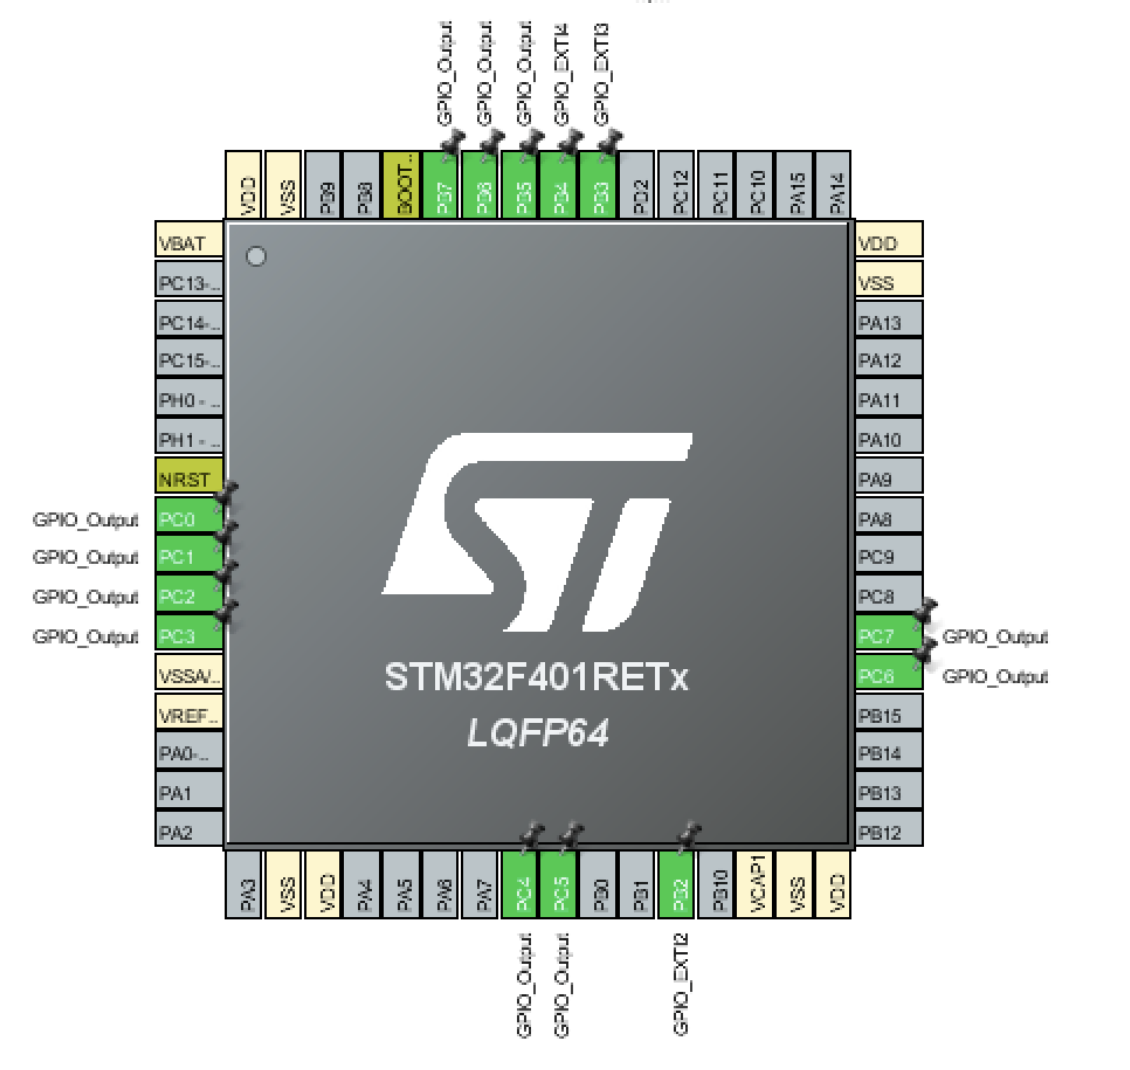 GPIO_Output
GPIO_Output
GPIO_Output
GPIO_EXTI4
GPIO_EXTI3
VDD
VSS
PB9
PB8
BOOT..
PB7
PB6
PB5
PB4
PB3
PD2
PC12
PC11
PC10
PA15
PA14
VBAT
PC13-..
PC14-..
PC15-..
PH0 - ..
PH1 - ..
NRST
GPIO_Output PC0
GPIO_Output PC1
GPIO_Output PC2
GPIO_Output PC3
VSSA/..
VREF..
PA0-..
PA1
PA2
STM32F401RETx
LQFP64
VDD
VSS
PA13
PA12
PA11
PA10
PA9
PA8
PC9
PC8
PC7 GPIO_Output
PC6 GPIO_Output
PB15
PB14
PB13
PB12
PA3
VSS
VDD
PA4
PA5
PA6
PA7
PC4
PC5
PB0
PB1
PB2
PB10
VCAP1
VSS
VDD
GPIO_Output
GPIO_Output
GPIO_EXTI2